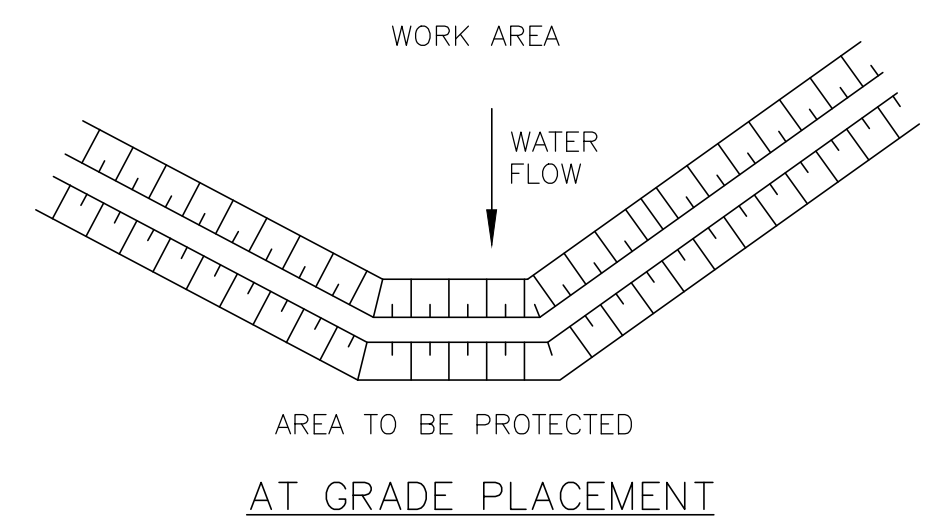 WORK AREA
WATER
FLOW
AREA TO BE PROTECTED
AT GRADE PLACEMENT